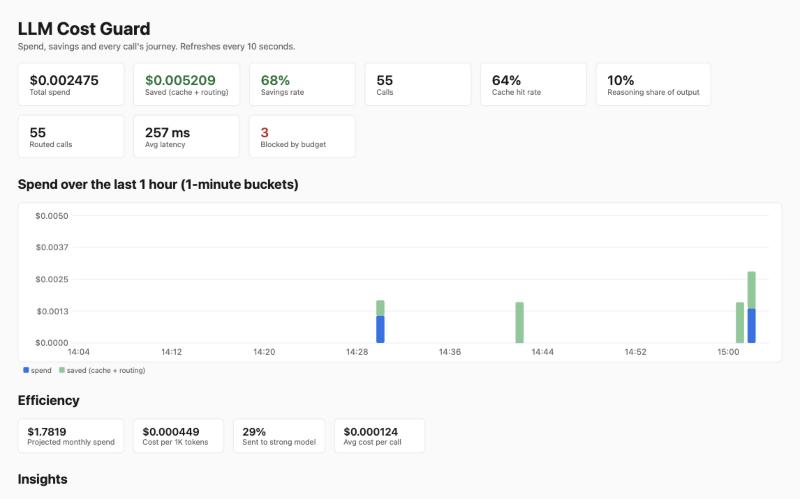 LLM Cost Guard
Spend, savings and every call's journey. Refreshes every 10 seconds.
$0.002475
Total spend
$0.005209
Saved (cache + routing)
68%
Savings rate
55
Calls
64%
Cache hit rate
10%
Reasoning share of output
55
Routed calls
257 ms
Avg latency
3
Blocked by budget
Spend over the last 1 hour (1-minute buckets)
$0.0050
$0.0037
$0.0025
$0.0013
$0.0000
14:04 14:12 14:20 14:28 14:36 14:44 14:52 15:00
spend saved (cache + routing)
Efficiency
$1.7819
Projected monthly spend
$0.000449
Cost per 1K tokens
29%
Sent to strong model
$0.000124
Avg cost per call
Insights